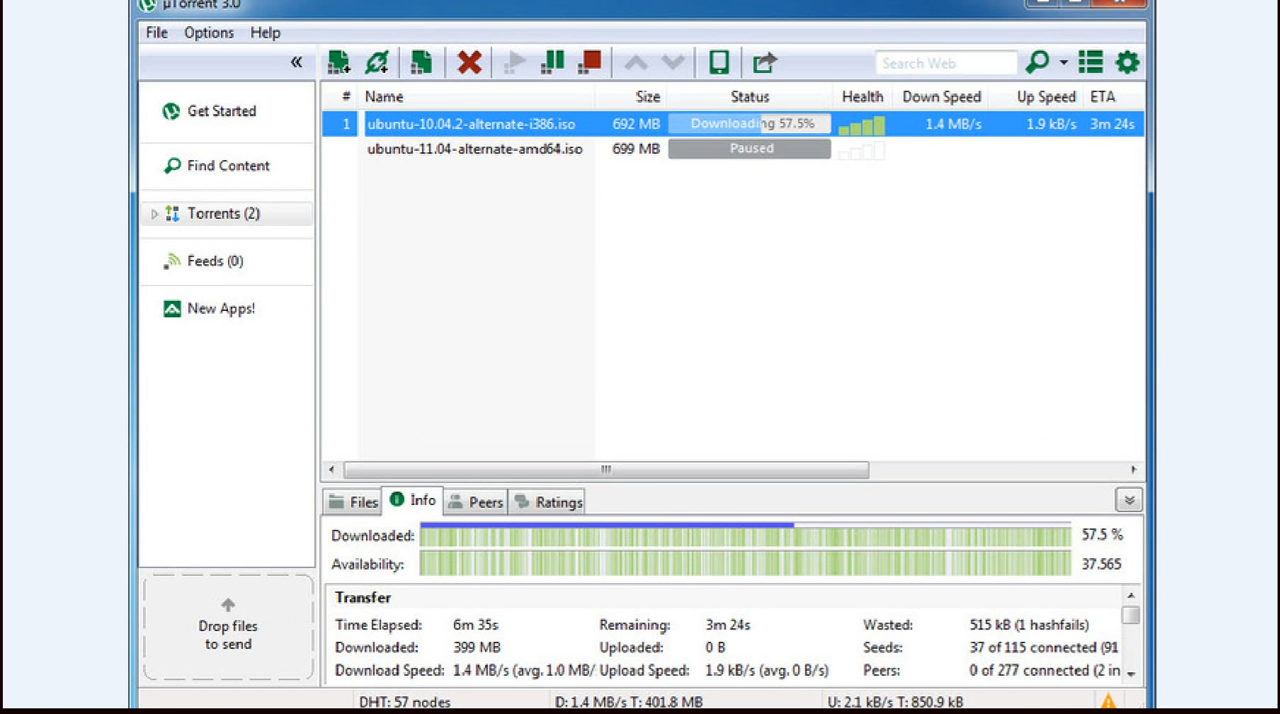 µTorrent 3.0
File Options Help
« Search Web
# Name Size Status Health Down Speed Up Speed ETA
1 ubuntu-10.04.2-alternate-i386.iso 692 MB Downloading 57.5% 1.4 MB/s 1.9 kB/s 3m 24s
ubuntu-11.04-alternate-amd64.iso 699 MB Paused
Get Started
Find Content
Torrents (2)
Feeds (0)
New Apps!
Files Info Peers Ratings
Downloaded: 57.5 %
Availability: 37.565
Transfer
Time Elapsed: 6m 35s Remaining: 3m 24s Wasted: 515 kB (1 hashfails)
Downloaded: 399 MB Uploaded: 0 B Seeds: 37 of 115 connected (91
Download Speed: 1.4 MB/s (avg. 1.0 MB/ Upload Speed: 1.9 kB/s (avg. 0 B/s) Peers: 0 of 277 connected (2 in
Drop files
to send
DHT: 57 nodes D: 1.4 MB/s T: 401.8 MB U: 2.1 kB/s T: 850.9 kB